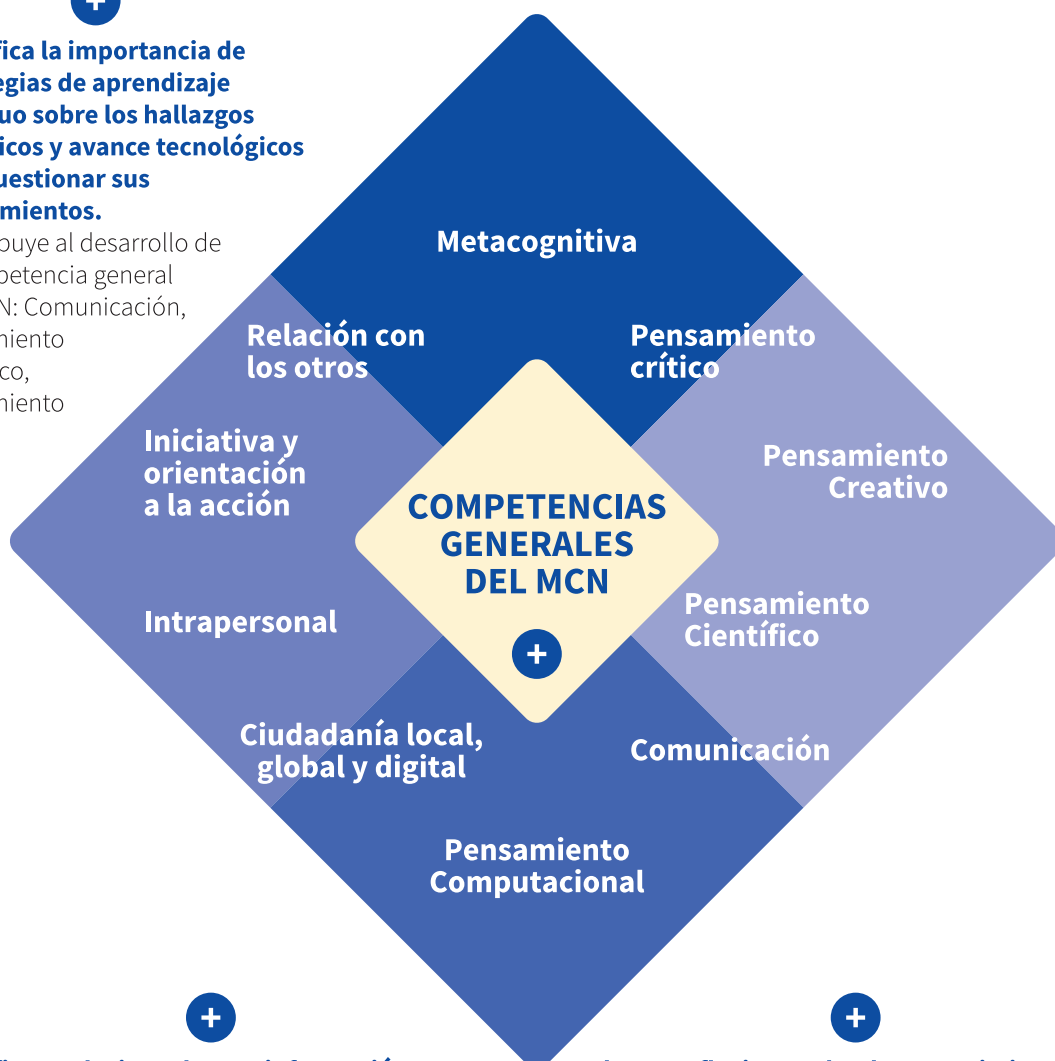 +
fica la importancia de
egias de aprendizaje
uo sobre los hallazgos
icos y avance tecnológicos
uestionar sus
mientos.
buye al desarrollo de
petencia general
N: Comunicación,
niento
co,
niento
Metacognitiva
Relación con
los otros
Pensamiento
crítico
Iniciativa y
orientación
a la acción
Pensamiento
Creativo
COMPETENCIAS
GENERALES
DEL MCN
+
Intrapersonal
Pensamiento
Científico
Ciudadanía local,
global y digital
Comunicación
Pensamiento
Computacional
+
+